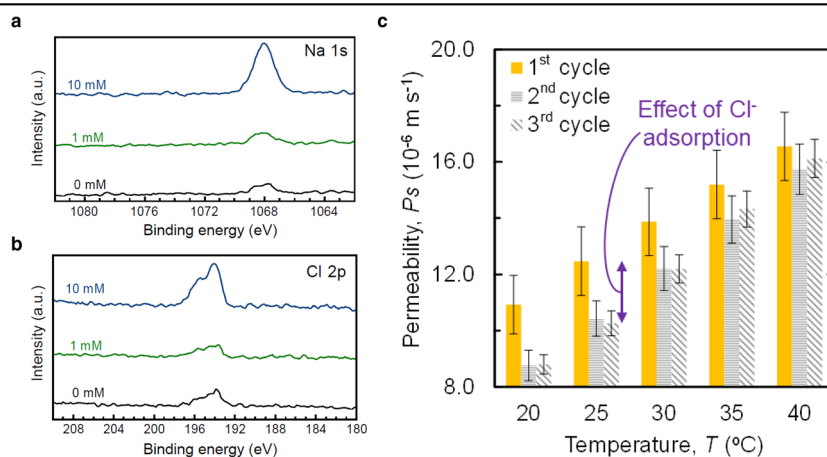 a
Na 1s
10 mM
1 mM
0 mM
Intensity (a.u.)
1080 1076 1072 1068 1064
Binding energy (eV)
b
Cl 2p
10 mM
1 mM
0 mM
Intensity (a.u.)
208 204 200 196 192 188 184 180
Binding energy (eV)
c
20.0
16.0
12.0
8.0
Permeability, Ps (10⁻⁶ m s⁻¹)
1st cycle
2nd cycle
3rd cycle
Effect of Cl⁻
adsorption
20 25 30 35 40
Temperature, T (ºC)